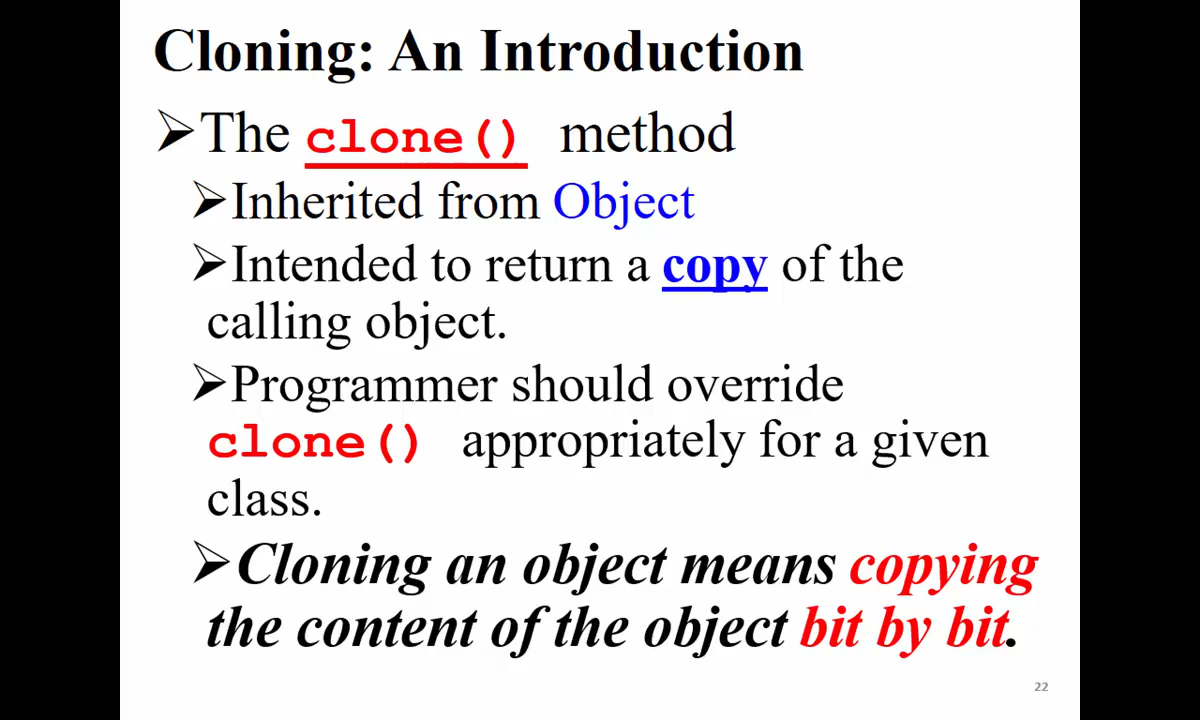 Cloning: An Introduction
➢The clone() method
➢Inherited from Object
➢Intended to return a copy of the
calling object.
➢Programmer should override
clone() appropriately for a given
class.
➢Cloning an object means copying
the content of the object bit by bit.
22